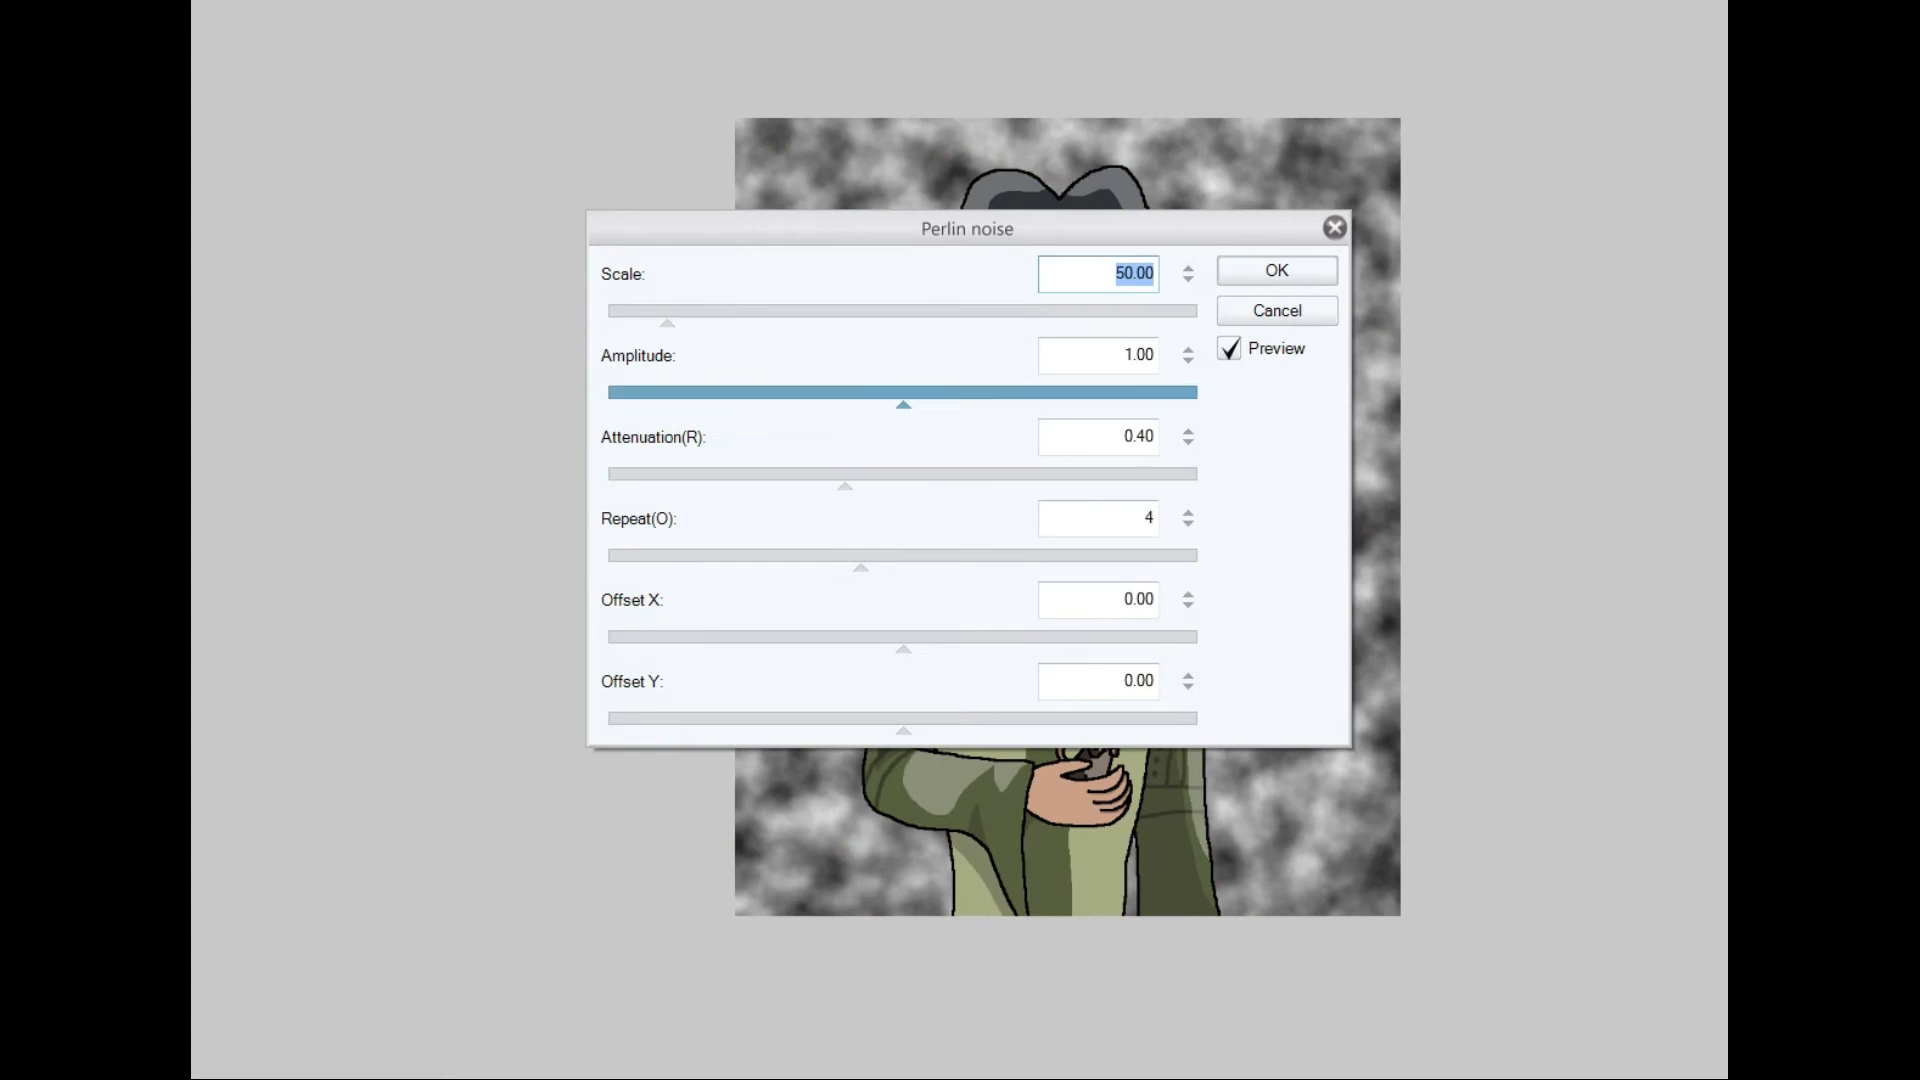 Perlin noise
Scale:
50.00
OK
Cancel
Amplitude:
1.00
Preview
Attenuation(R):
0.40
Repeat(O):
4
Offset X:
0.00
Offset Y:
0.00